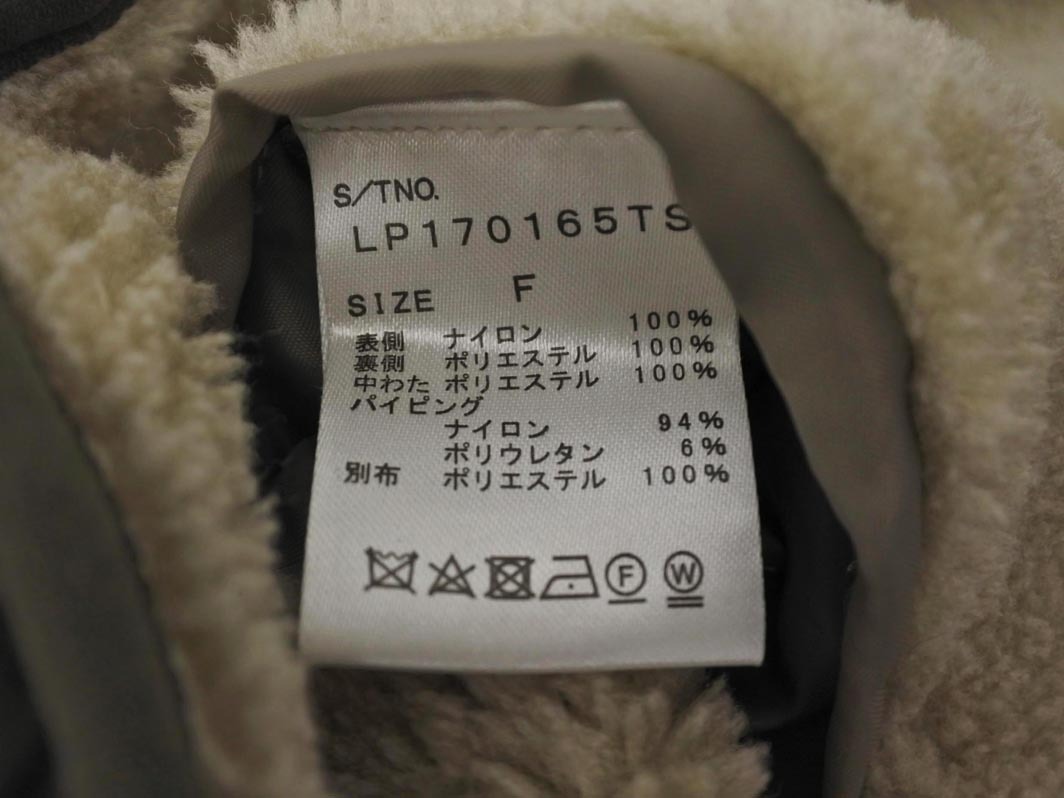 S/TNO.
LP170165TS
SIZE F
表側 ナイロン 100%
裏側 ポリエステル 100%
中わた ポリエステル 100%
パイピング
ナイロン 94%
ポリウレタン 6%
別布 ポリエステル 100%
F W